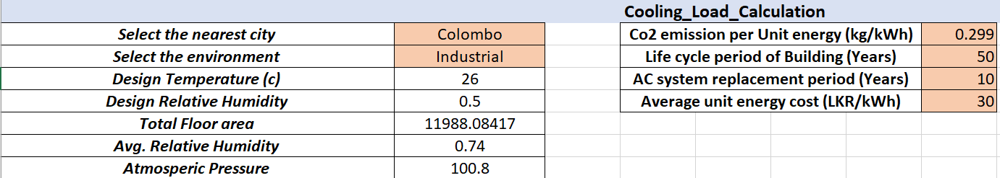 Cooling_Load_Calculation
Select the nearest city Colombo Co2 emission per Unit energy (kg/kWh) 0.299
Select the environment Industrial Life cycle period of Building (Years) 50
Design Temperature (c) 26 AC system replacement period (Years) 10
Design Relative Humidity 0.5 Average unit energy cost (LKR/kWh) 30
Total Floor area 11988.08417
Avg. Relative Humidity 0.74
Atmosperic Pressure 100.8